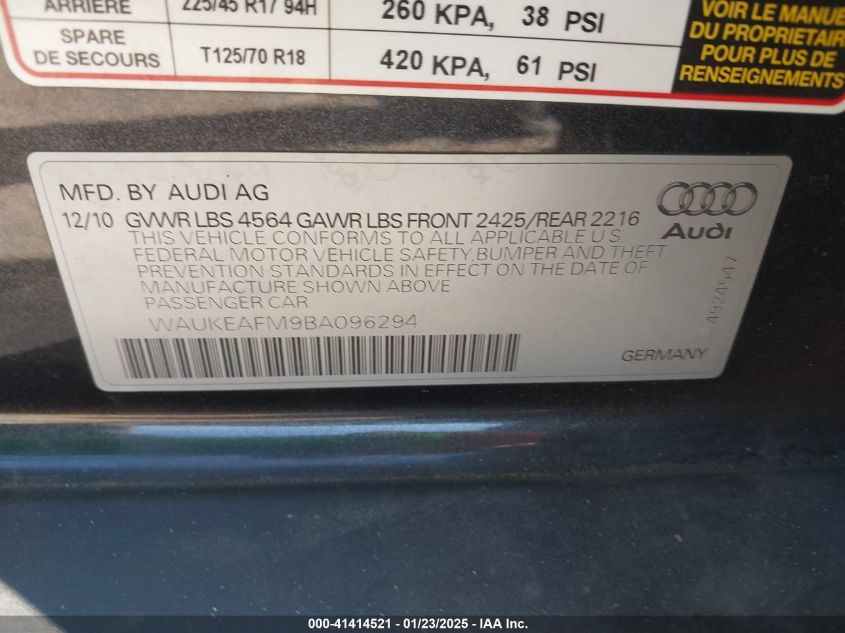 ARRIÈRE 225/45 R17 94H 260 KPA, 38 PSI
SPARE DE SECOURS T125/70 R18 420 KPA, 61 PSI
VOIR LE MANUEL
DU PROPRIETAIRE
POUR PLUS DE
RENSEIGNEMENTS
MFD. BY AUDI AG
12/10 GVWR LBS 4564 GAWR LBS FRONT 2425/REAR 2216
THIS VEHICLE CONFORMS TO ALL APPLICABLE U.S.
FEDERAL MOTOR VEHICLE SAFETY,BUMPER AND THEFT
PREVENTION STANDARDS IN EFFECT ON THE DATE OF
MANUFACTURE SHOWN ABOVE
PASSENGER CAR
WAUKEAFM9BA096294
Audi
4924547
GERMANY
000-41414521 - 01/23/2025 - IAA Inc.